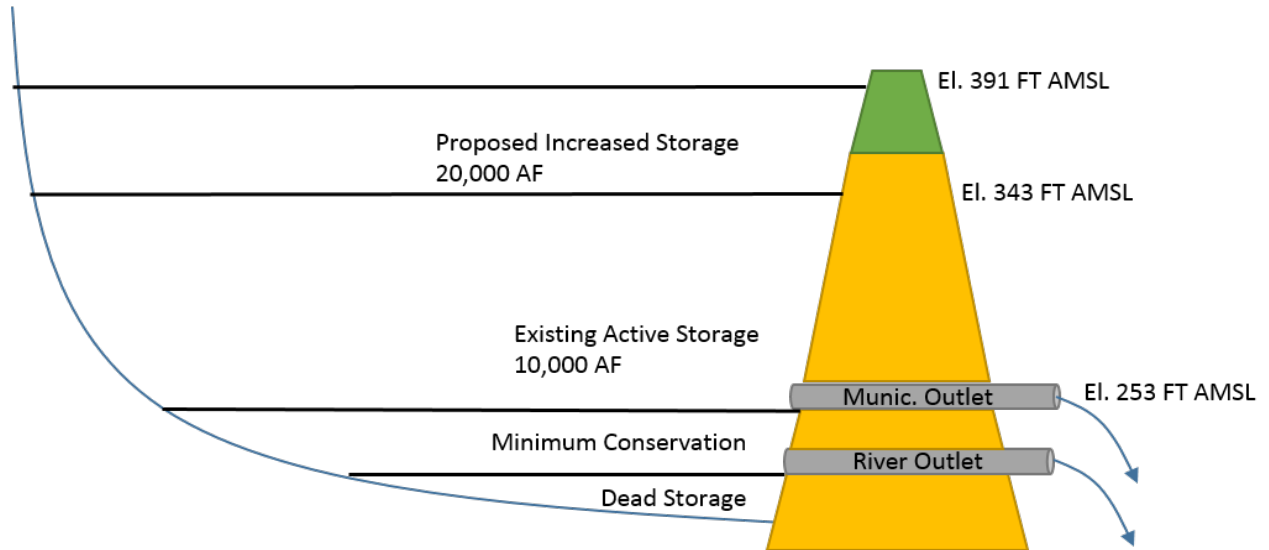 El. 391 FT AMSL
Proposed Increased Storage
20,000 AF
El. 343 FT AMSL
Existing Active Storage
10,000 AF
Munic. Outlet
El. 253 FT AMSL
Minimum Conservation
River Outlet
Dead Storage